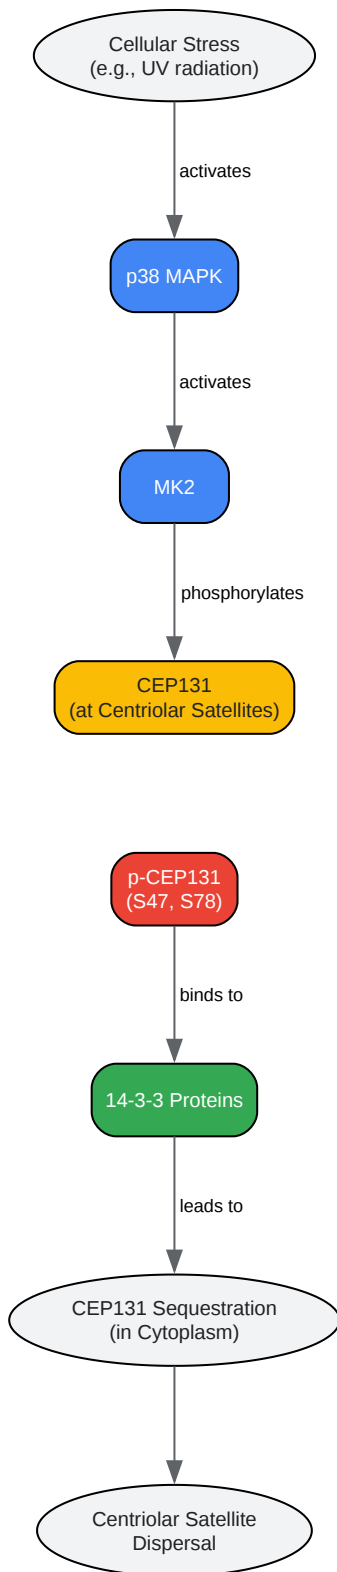 Cellular Stress
(e.g., UV radiation)
activates
p38 MAPK
activates
MK2
phosphorylates
CEP131
(at Centriolar Satellites)
p-CEP131
(S47, S78)
binds to
14-3-3 Proteins
leads to
CEP131 Sequestration
(in Cytoplasm)
Centriolar Satellite
Dispersal